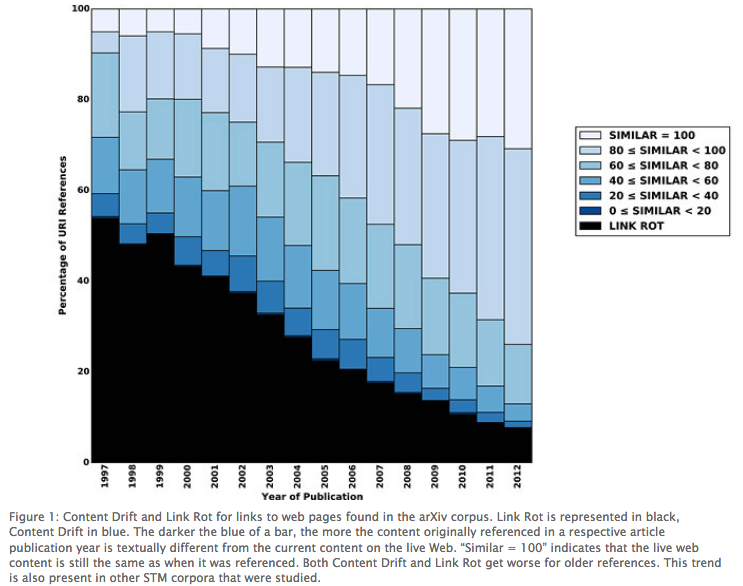 100
80
60
40
20
0
Percentage of URI References
1997
1998
1999
2000
2001
2002
2003
2004
2005
2006
2007
2008
2009
2010
2011
2012
Year of Publication
SIMILAR = 100
80 ≤ SIMILAR < 100
60 ≤ SIMILAR < 80
40 ≤ SIMILAR < 60
20 ≤ SIMILAR < 40
0 ≤ SIMILAR < 20
LINK ROT
Figure 1: Content Drift and Link Rot for links to web pages found in the arXiv corpus. Link Rot is represented in black,
Content Drift in blue. The darker the blue of a bar, the more the content originally referenced in a respective article
publication year is textually different from the current content on the live Web. “Similar = 100” indicates that the live web
content is still the same as when it was referenced. Both Content Drift and Link Rot get worse for older references. This trend
is also present in other STM corpora that were studied.